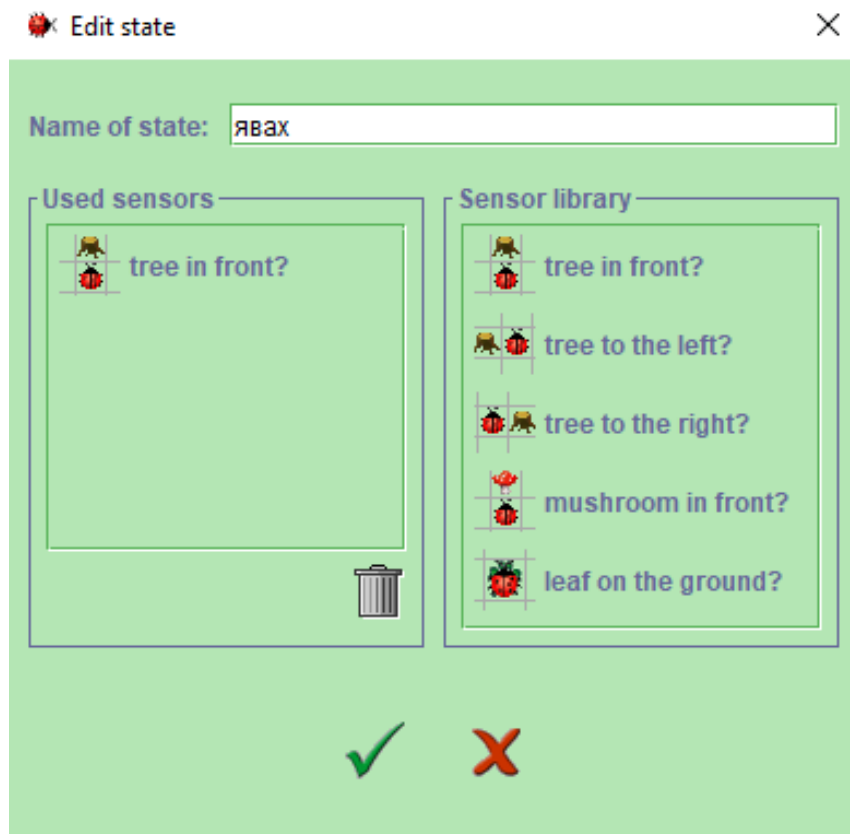 Edit state
Name of state: явах
Used sensors
tree in front?
Sensor library
tree in front?
tree to the left?
tree to the right?
mushroom in front?
leaf on the ground?